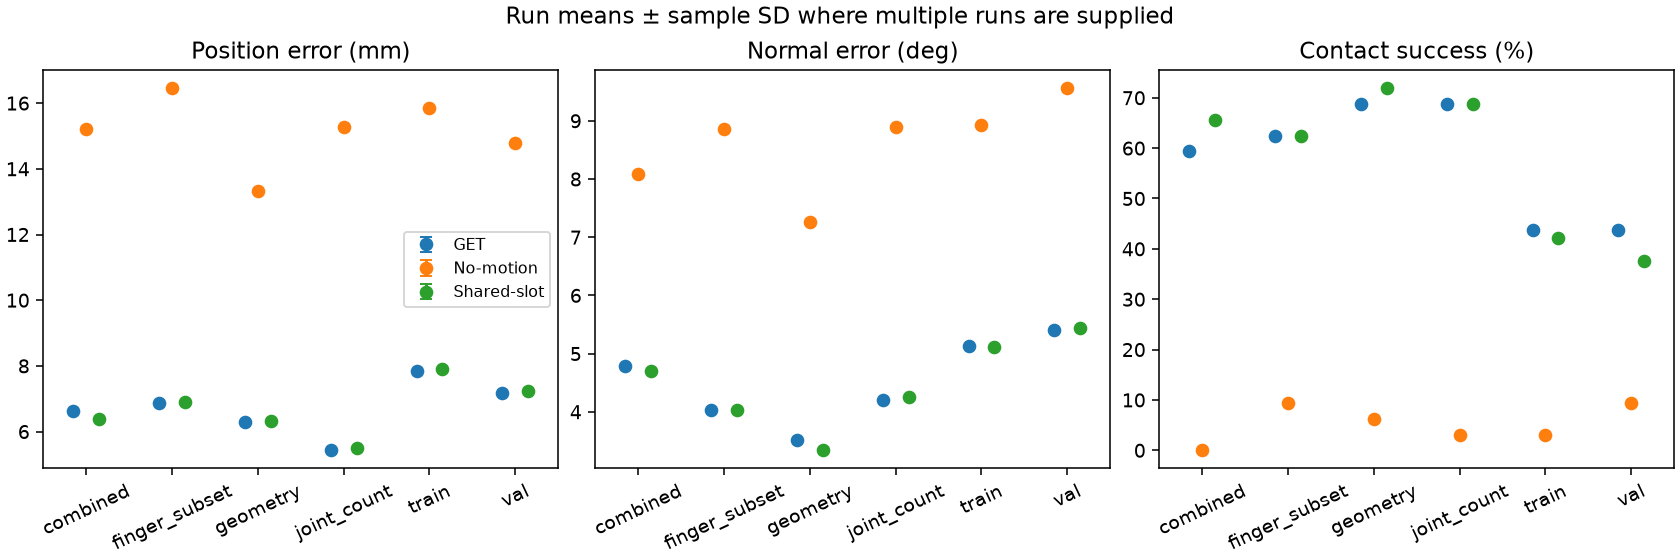 Run means ± sample SD where multiple runs are supplied
Position error (mm)
16
14
12
10
8
6
GET
No-motion
Shared-slot
combined
finger_subset
geometry
joint_count
train
val
Normal error (deg)
9
8
7
6
5
4
combined
finger_subset
geometry
joint_count
train
val
Contact success (%)
70
60
50
40
30
20
10
0
combined
finger_subset
geometry
joint_count
train
val